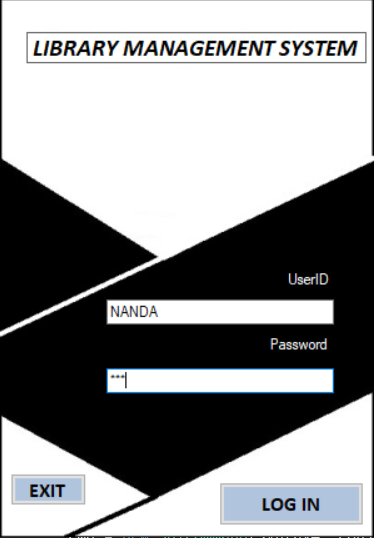 LIBRARY MANAGEMENT SYSTEM
UserID
NANDA
Password
***
EXIT
LOG IN